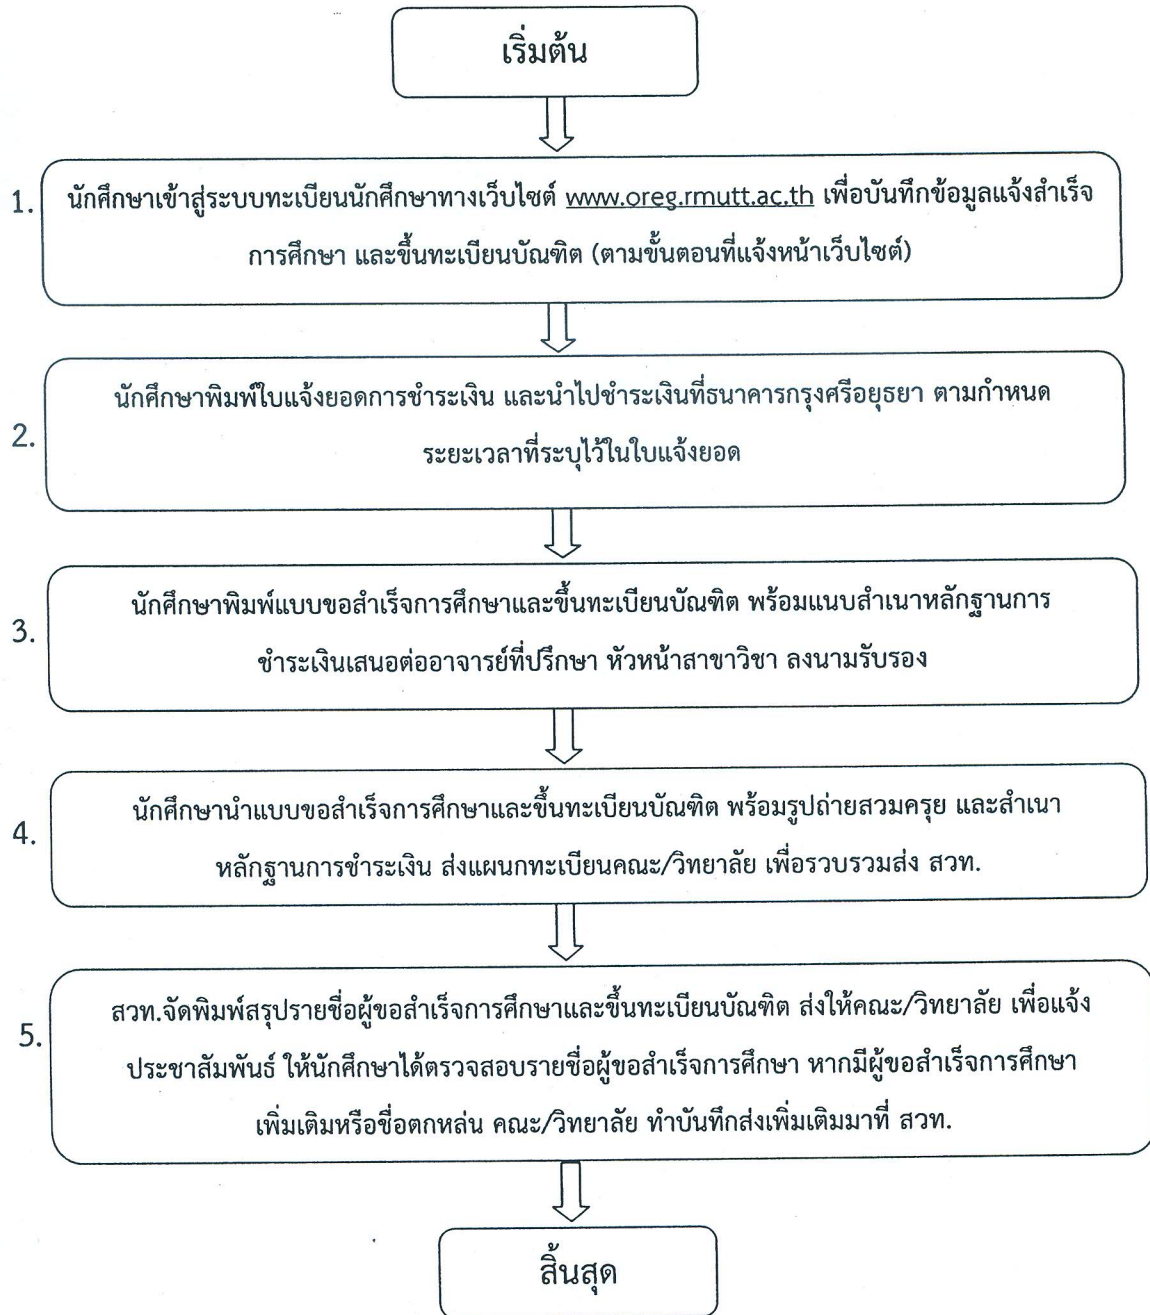 เริ่มต้น
1. นักศึกษาเข้าสู่ระบบทะเบียนนักศึกษาทางเว็บไซต์ www.oreg.rmutt.ac.th เพื่อบันทึกข้อมูลแจ้งสำเร็จ
การศึกษา และขึ้นทะเบียนบัณฑิต (ตามขั้นตอนที่แจ้งหน้าเว็บไซต์)
2. นักศึกษาพิมพ์ใบแจ้งยอดการชำระเงิน และนำไปชำระเงินที่ธนาคารกรุงศรีอยุธยา ตามกำหนด
ระยะเวลาที่ระบุไว้ในใบแจ้งยอด
3. นักศึกษาพิมพ์แบบขอสำเร็จการศึกษาและขึ้นทะเบียนบัณฑิต พร้อมแนบสำเนาหลักฐานการ
ชำระเงินเสนอต่ออาจารย์ที่ปรึกษา หัวหน้าสาขาวิชา ลงนามรับรอง
4. นักศึกษานำแบบขอสำเร็จการศึกษาและขึ้นทะเบียนบัณฑิต พร้อมรูปถ่ายสวมครุย และสำเนา
หลักฐานการชำระเงิน ส่งแผนกทะเบียนคณะ/วิทยาลัย เพื่อรวบรวมส่ง สวท.
5. สวท.จัดพิมพ์สรุปรายชื่อผู้ขอสำเร็จการศึกษาและขึ้นทะเบียนบัณฑิต ส่งให้คณะ/วิทยาลัย เพื่อแจ้ง
ประชาสัมพันธ์ ให้นักศึกษาได้ตรวจสอบรายชื่อผู้ขอสำเร็จการศึกษา หากมีผู้ขอสำเร็จการศึกษา
เพิ่มเติมหรือชื่อตกหล่น คณะ/วิทยาลัย ทำบันทึกส่งเพิ่มเติมมาที่ สวท.
สิ้นสุด